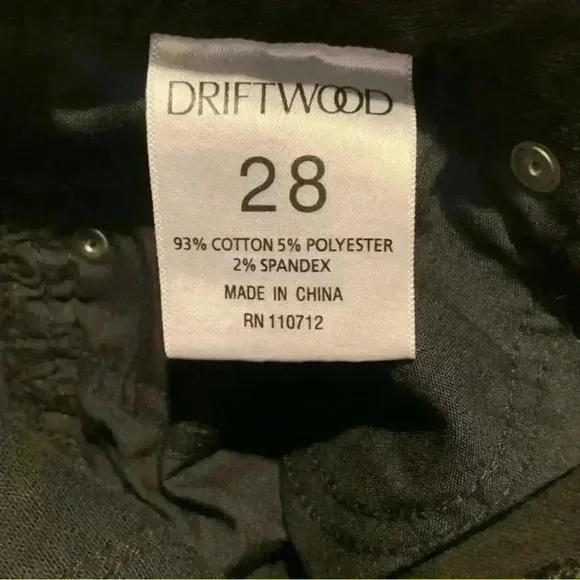 DRIFTWOOD
28
93% COTTON 5% POLYESTER
2% SPANDEX
MADE IN CHINA
RN 110712